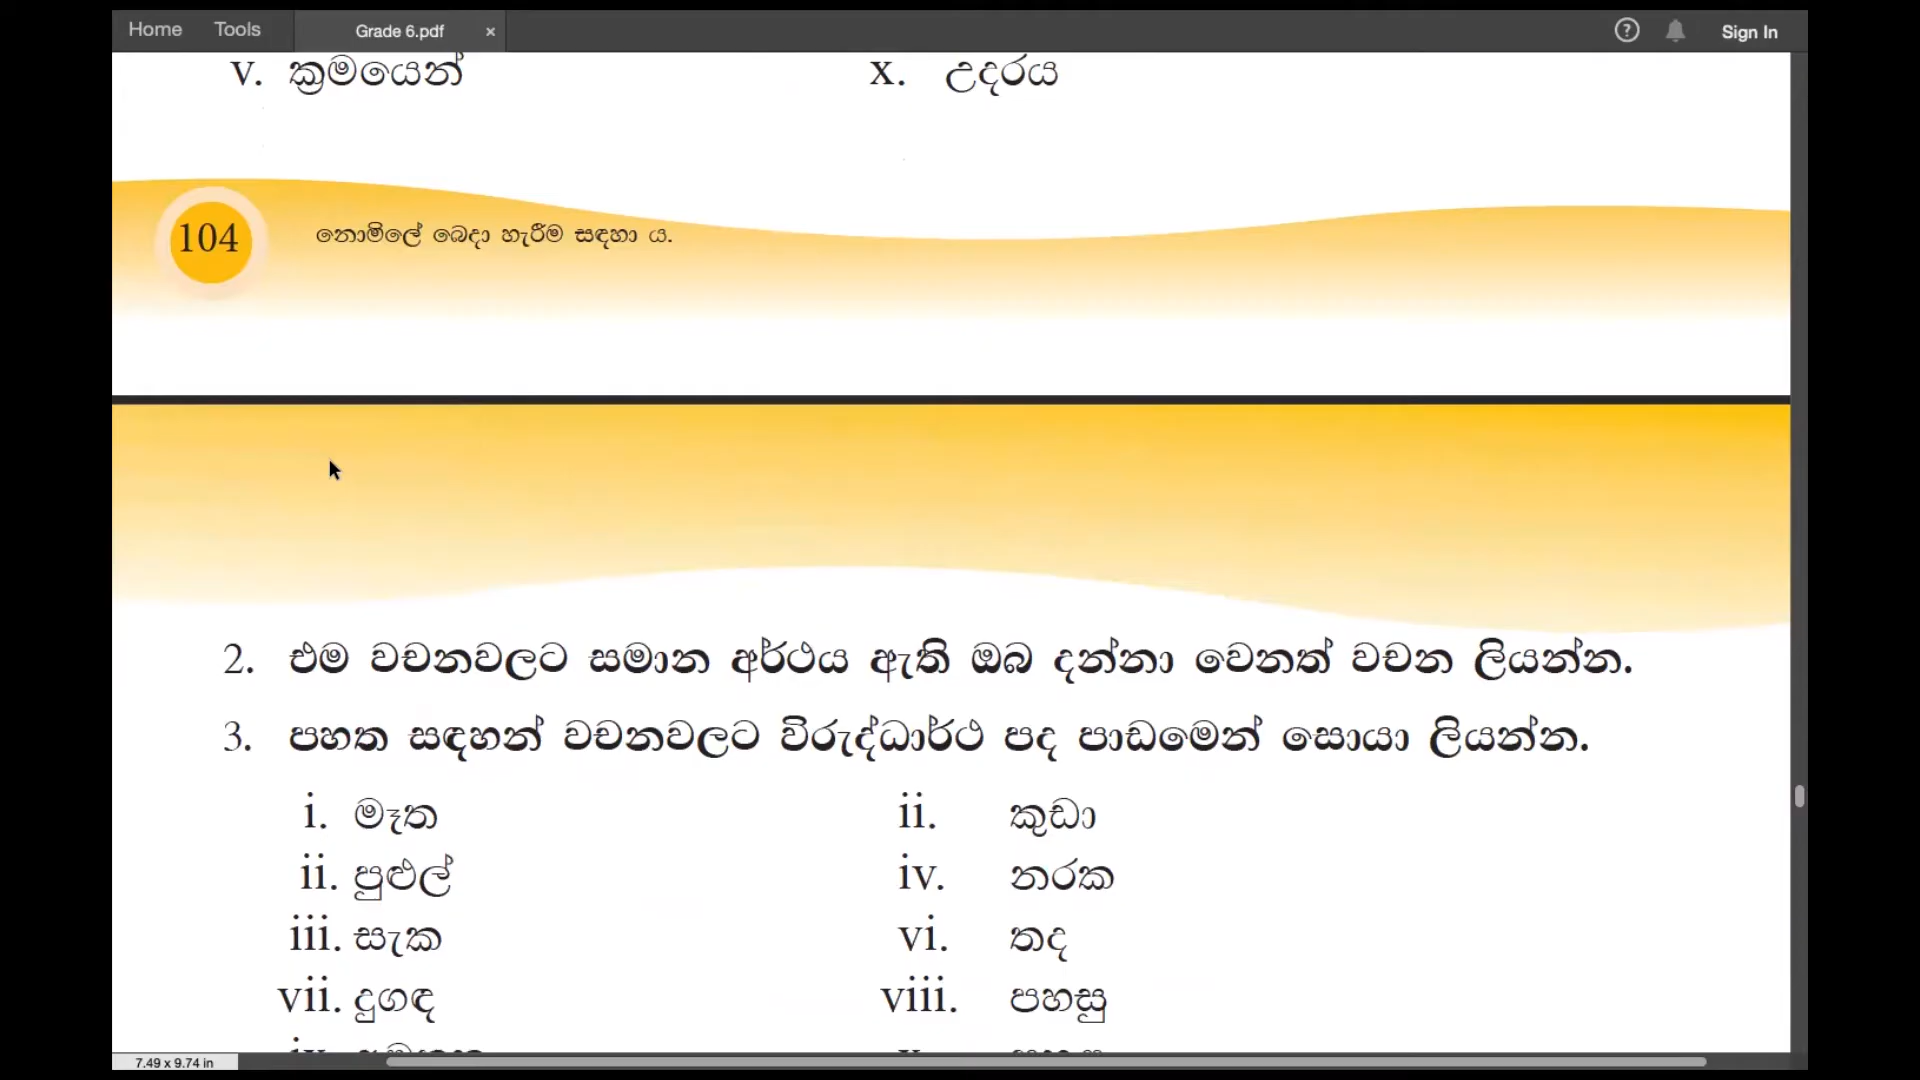 Home Tools Grade 6.pdf × ? Sign In
v. ක්‍රමයෙන් x. උදරය
104 නොමිලේ බෙදා හැරීම සඳහා ය.
2. එම වචනවලට සමාන අර්ථය ඇති ඔබ දන්නා වෙනත් වචන ලියන්න.
3. පහත සඳහන් වචනවලට විරුද්ධාර්ථ පද පාඩමෙන් සොයා ලියන්න.
i. මෑත ii. කුඩා
ii. පුළුල් iv. නරක
iii. සැක vi. තද
vii. දුගඳ viii. පහසු
7.49 x 9.74 in